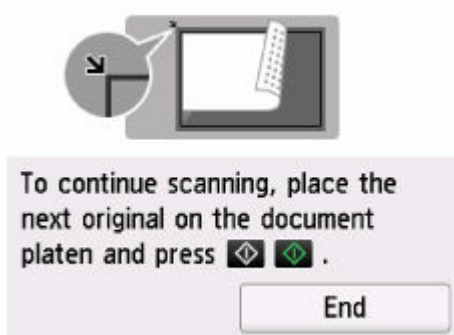 To continue scanning, place the
next original on the document
platen and press .
End